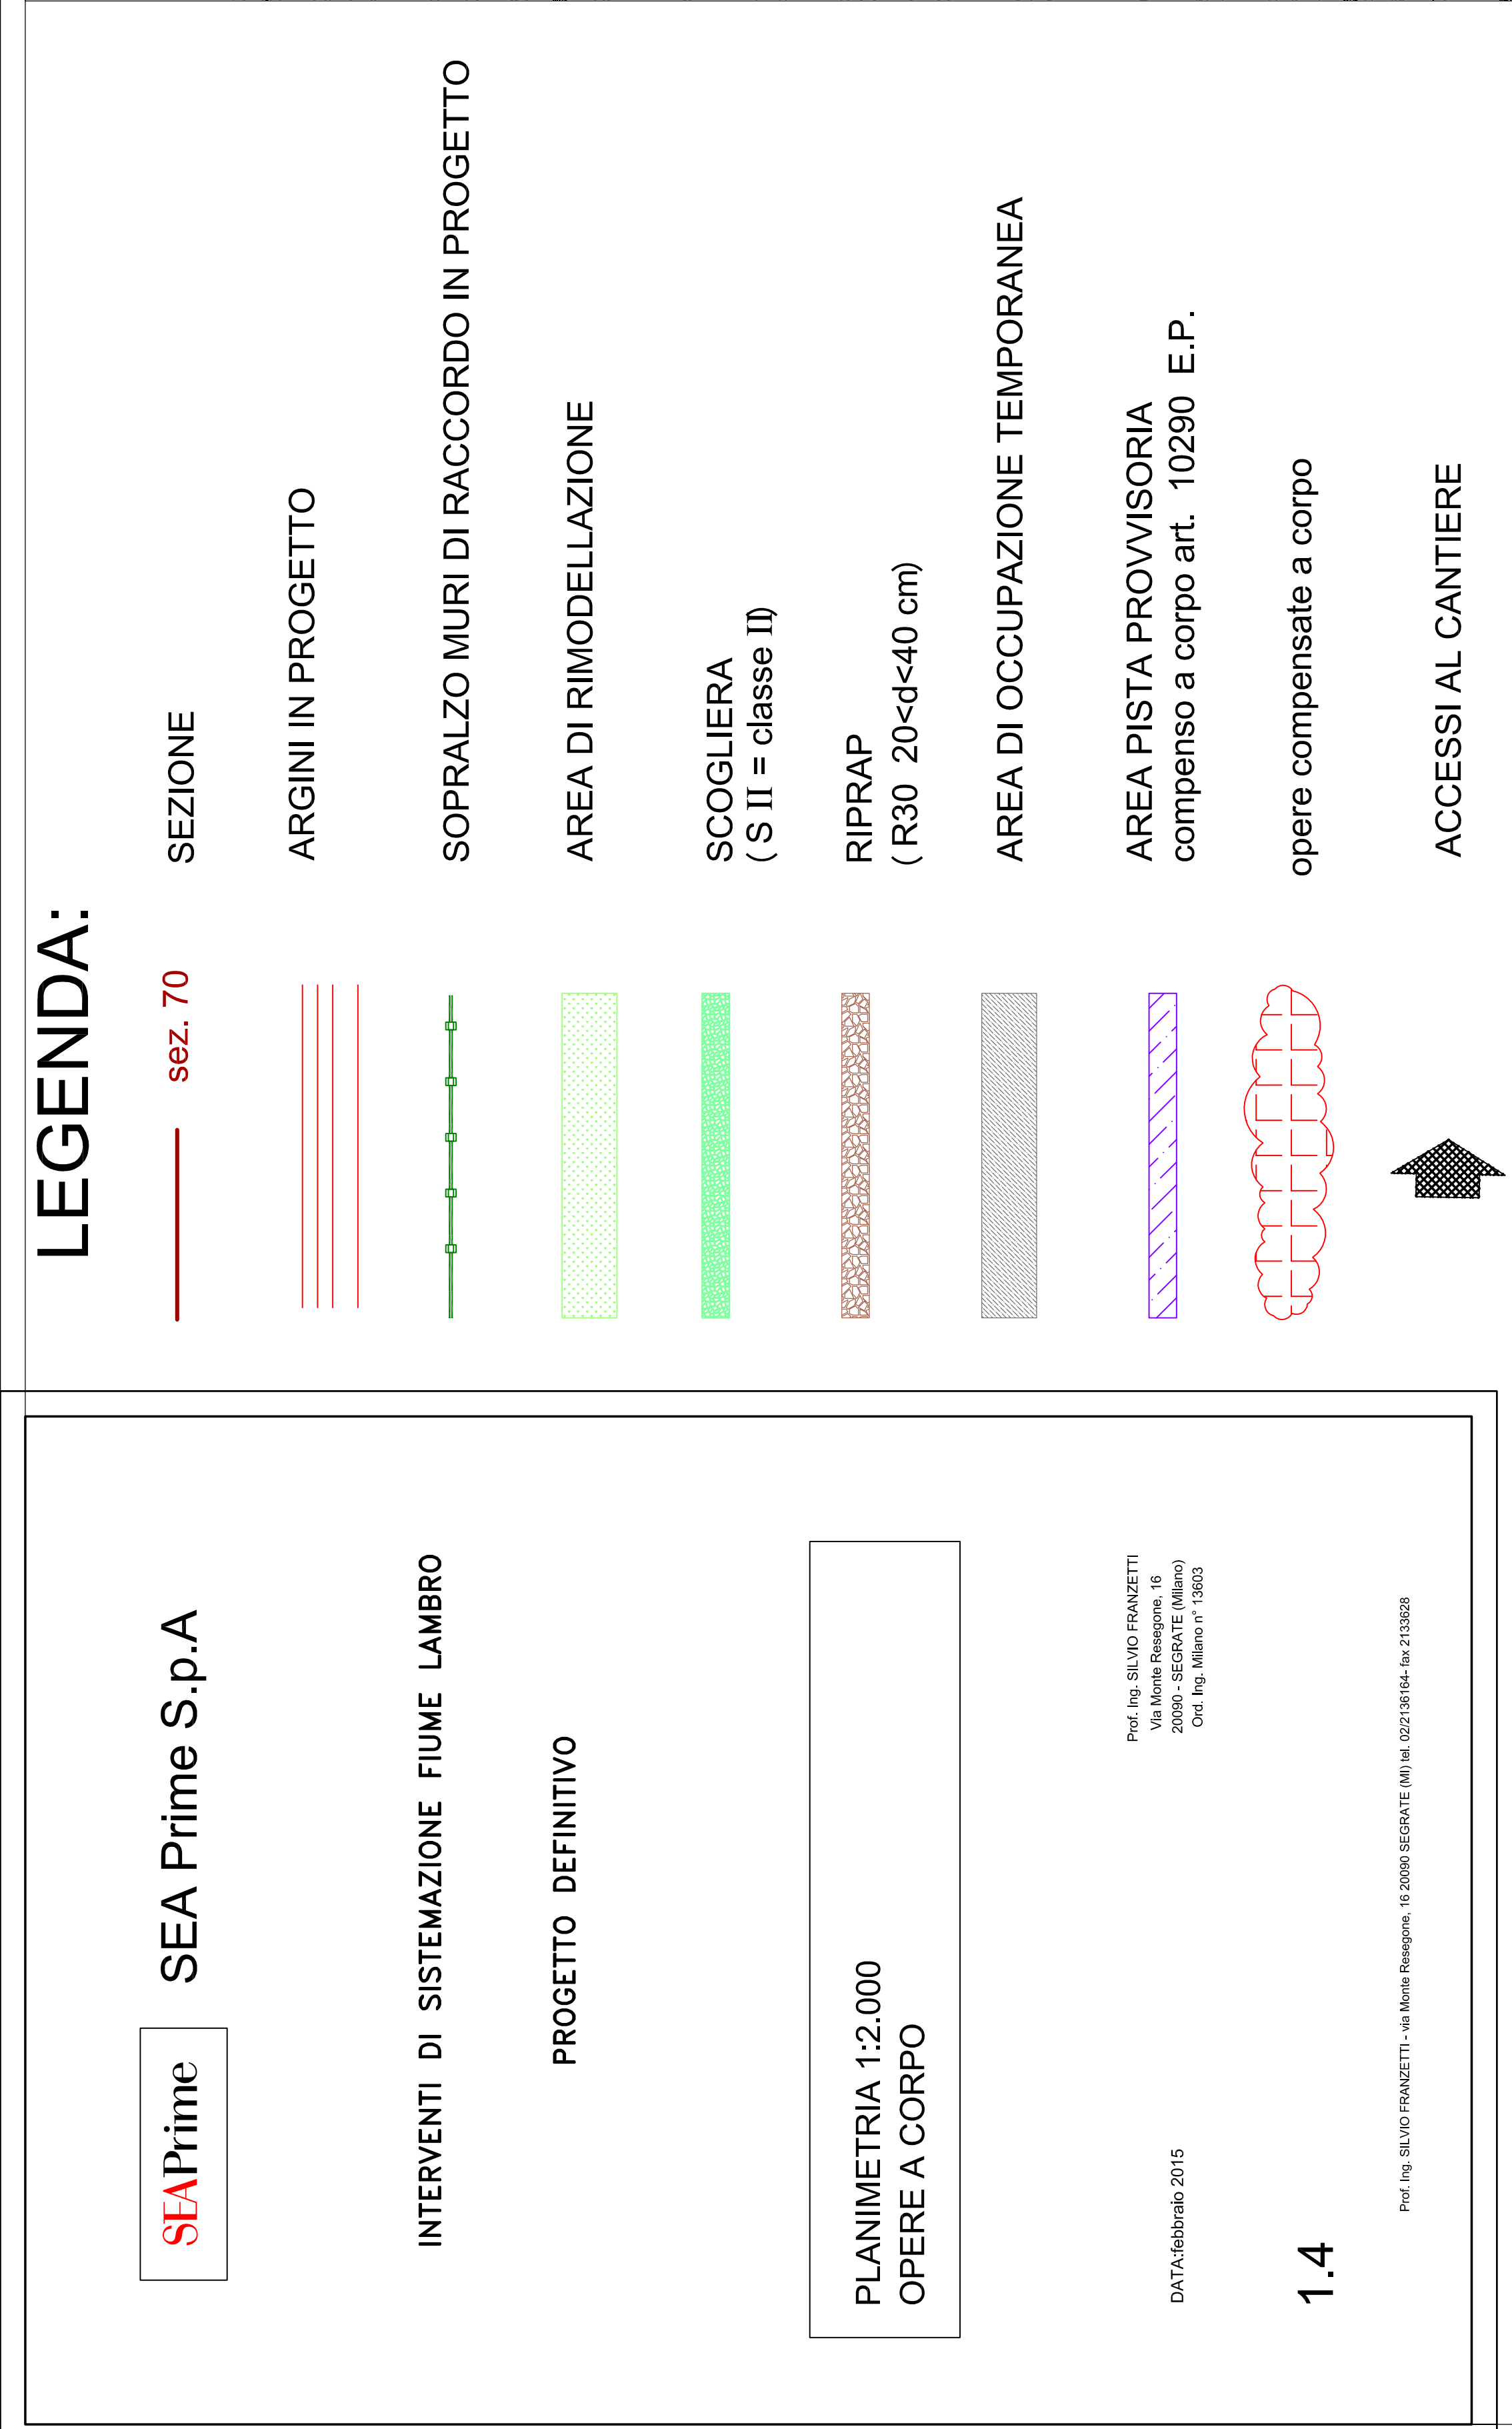 LEGENDA:
sez. 70 SEZIONE
ARGINI IN PROGETTO
SOPRALZO MURI DI RACCORDO IN PROGETTO
AREA DI RIMODELLAZIONE
SCOGLIERA
( S II = classe II)
RIPRAP
( R30 20<d<40 cm)
AREA DI OCCUPAZIONE TEMPORANEA
AREA PISTA PROVVISORIA
compenso a corpo art. 10290 E.P.
opere compensate a corpo
ACCESSI AL CANTIERE
SEAPrime SEA Prime S.p.A
INTERVENTI DI SISTEMAZIONE FIUME LAMBRO
PROGETTO DEFINITIVO
PLANIMETRIA 1:2.000
OPERE A CORPO
Prof. Ing. SILVIO FRANZETTI
Via Monte Resegone, 16
20090 - SEGRATE (Milano)
Ord. Ing. Milano n° 13603
DATA:febbraio 2015
1.4
Prof. Ing. SILVIO FRANZETTI - via Monte Resegone, 16 20090 SEGRATE (MI) tel. 02/2136164- fax 2133628